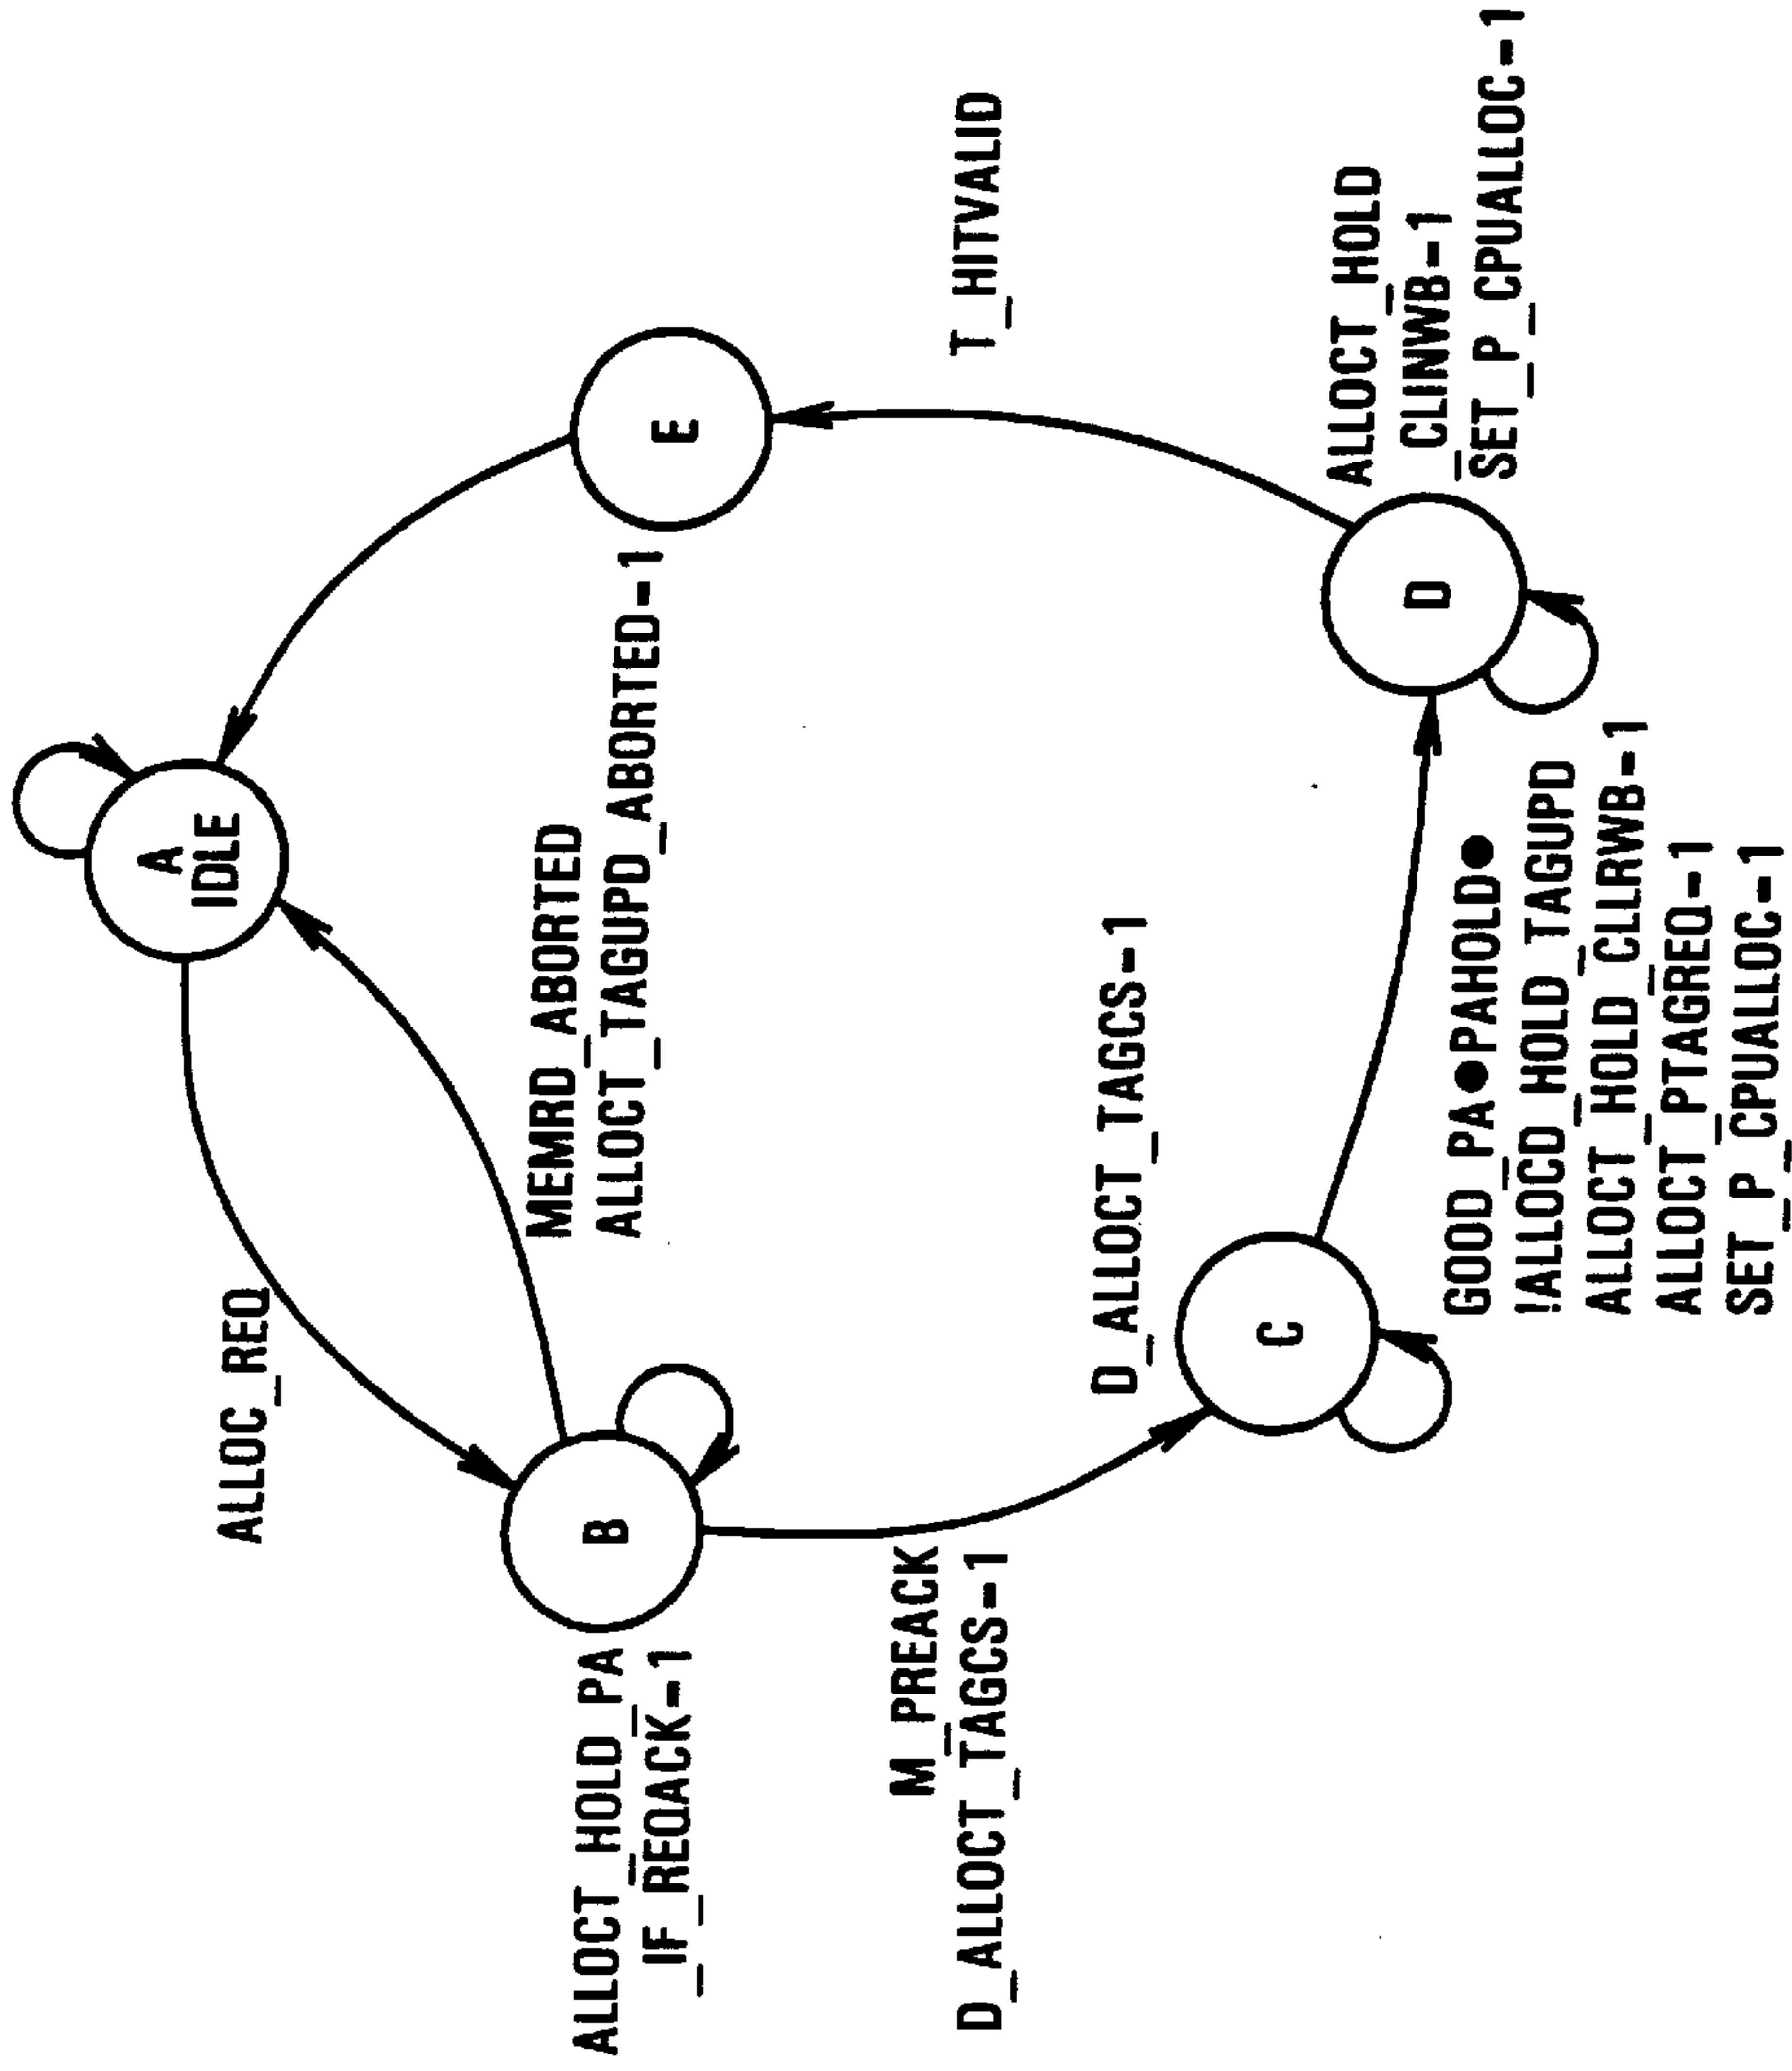 A
IDLE
ALLOC_REQ
B
ALLOCT_HOLD_PA
_IF_REQACK-1
MEMRD_ABORTED
ALLOCT_TAGUPD_ABORTED-1
E
M_PREACK
D_ALLOCT_TAGCS-1
T_HITVALID
D_ALLOCT_TAGCS-1
C
D
ALLOCT_HOLD
_CLINWB-1
SET_P_CPUALLOC-1
GOOD_PA●PAHOLD●
!ALLOCD_HOLD_TAGUPD
ALLOCT_HOLD_CLLRWB-1
ALLOCT_PTAGREQ-1
SET_P_CPUALLOC-1